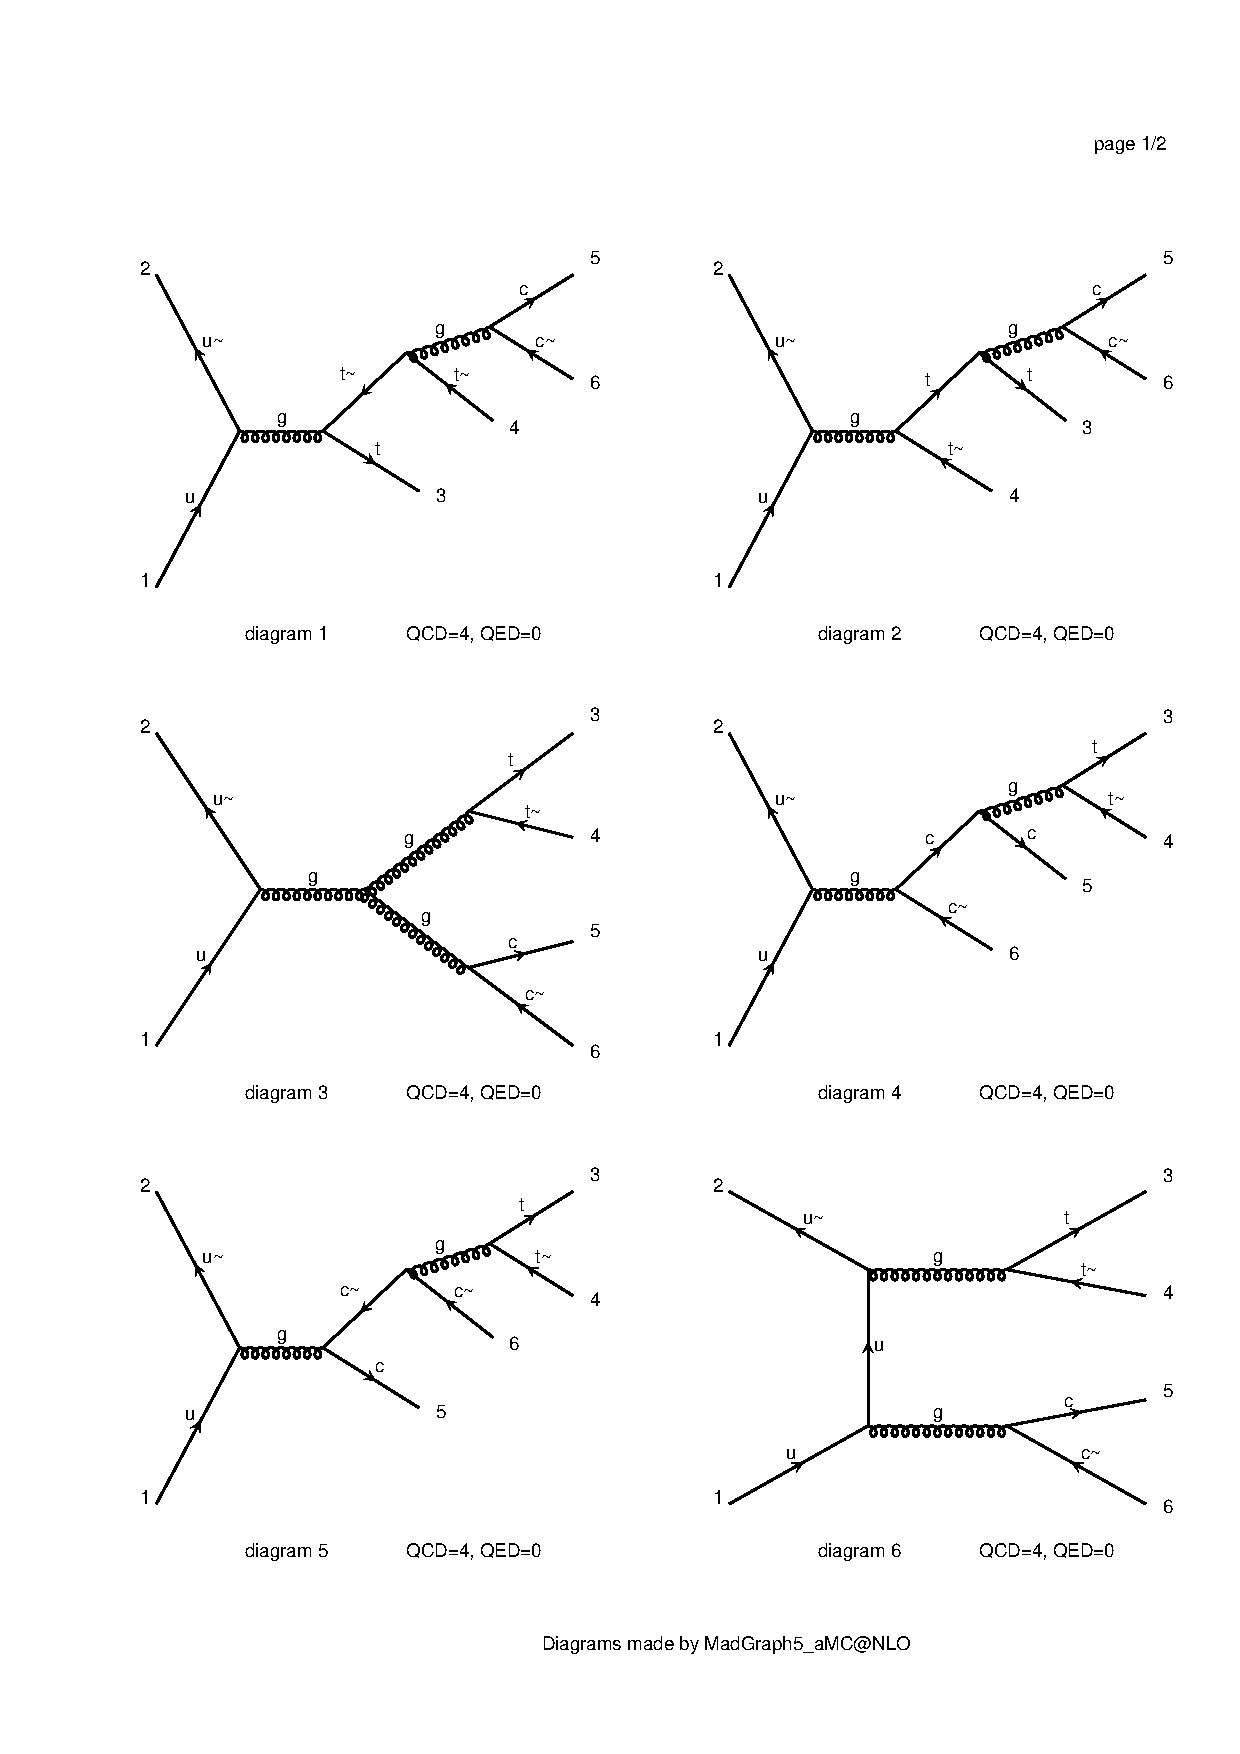 page 1/2
2 u~ u 1 g t~ t 3 g t~ 4 c 5 c~ 6
diagram 1 QCD=4, QED=0
2 u~ u 1 g t t~ 4 g t 3 c 5 c~ 6
diagram 2 QCD=4, QED=0
2 u~ u 1 g g t 3 t~ 4 g c 5 c~ 6
diagram 3 QCD=4, QED=0
2 u~ u 1 g c c~ 6 g c 5 t 3 t~ 4
diagram 4 QCD=4, QED=0
2 u~ u 1 g c~ c 5 g c~ 6 t 3 t~ 4
diagram 5 QCD=4, QED=0
2 u~ u u 1 g t 3 t~ 4 g c 5 c~ 6
diagram 6 QCD=4, QED=0
Diagrams made by MadGraph5_aMC@NLO